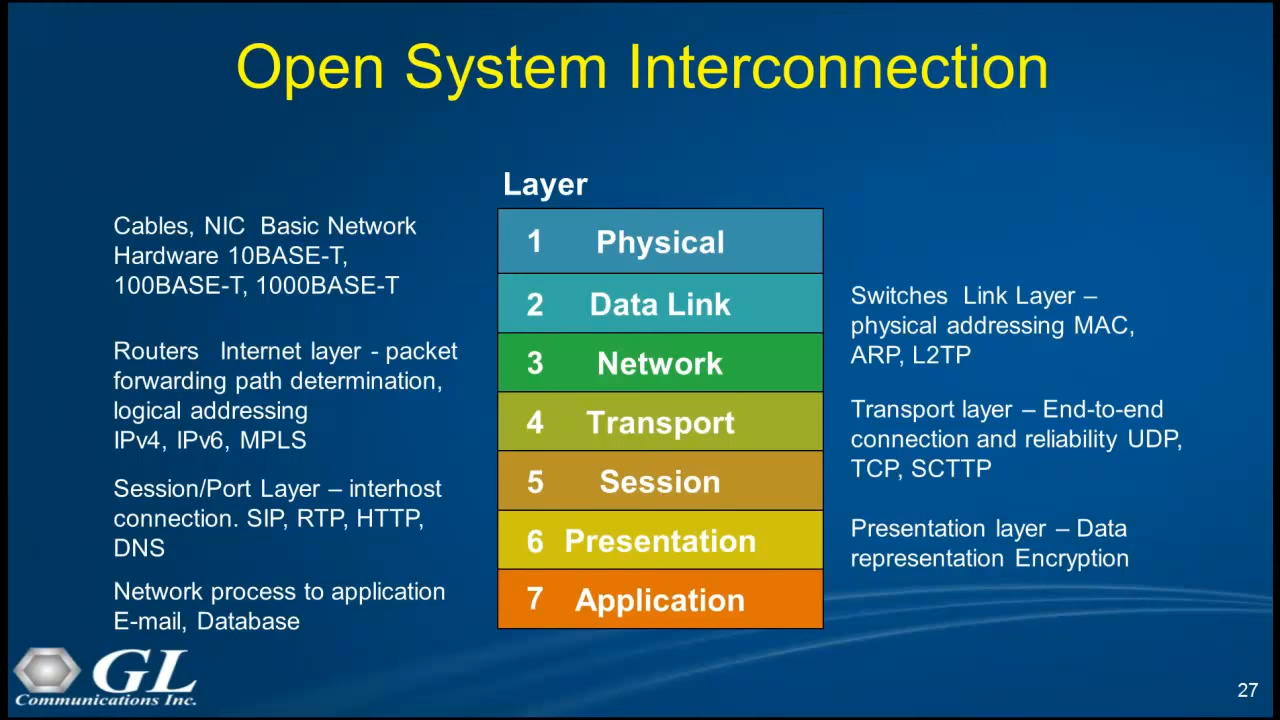 Open System Interconnection
Layer
Cables, NIC  Basic Network
Hardware 10BASE-T,
100BASE-T, 1000BASE-T
1 Physical
2 Data Link
Switches  Link Layer –
physical addressing MAC,
ARP, L2TP
Routers   Internet layer - packet
forwarding path determination,
logical addressing
IPv4, IPv6, MPLS
3 Network
4 Transport
Transport layer – End-to-end
connection and reliability UDP,
TCP, SCTTP
Session/Port Layer – interhost
connection. SIP, RTP, HTTP,
DNS
5 Session
6 Presentation
Presentation layer – Data
representation Encryption
Network process to application
E-mail, Database
7 Application
GL
Communications Inc.
27